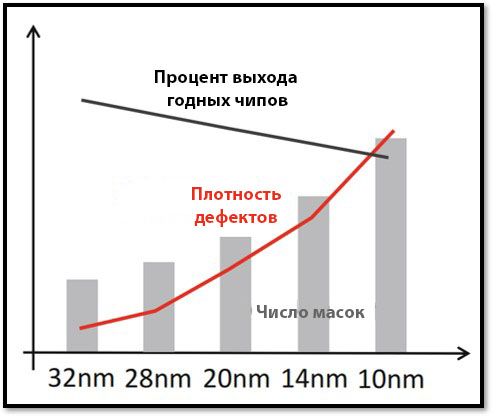 Процент выхода
годных чипов
Плотность
дефектов
Число масок
32nm 28nm 20nm 14nm 10nm